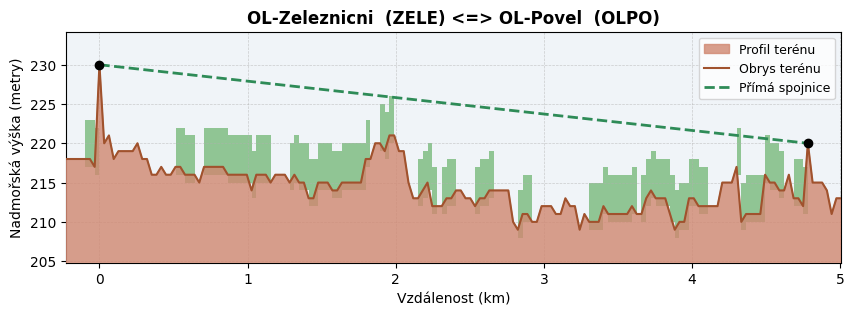 OL-Zeleznicni  (ZELE) <=> OL-Povel  (OLPO)
Nadmořská výška (metry)
230
225
220
215
210
205
Profil terénu
Obrys terénu
Přímá spojnice
0 1 2 3 4 5
Vzdálenost (km)